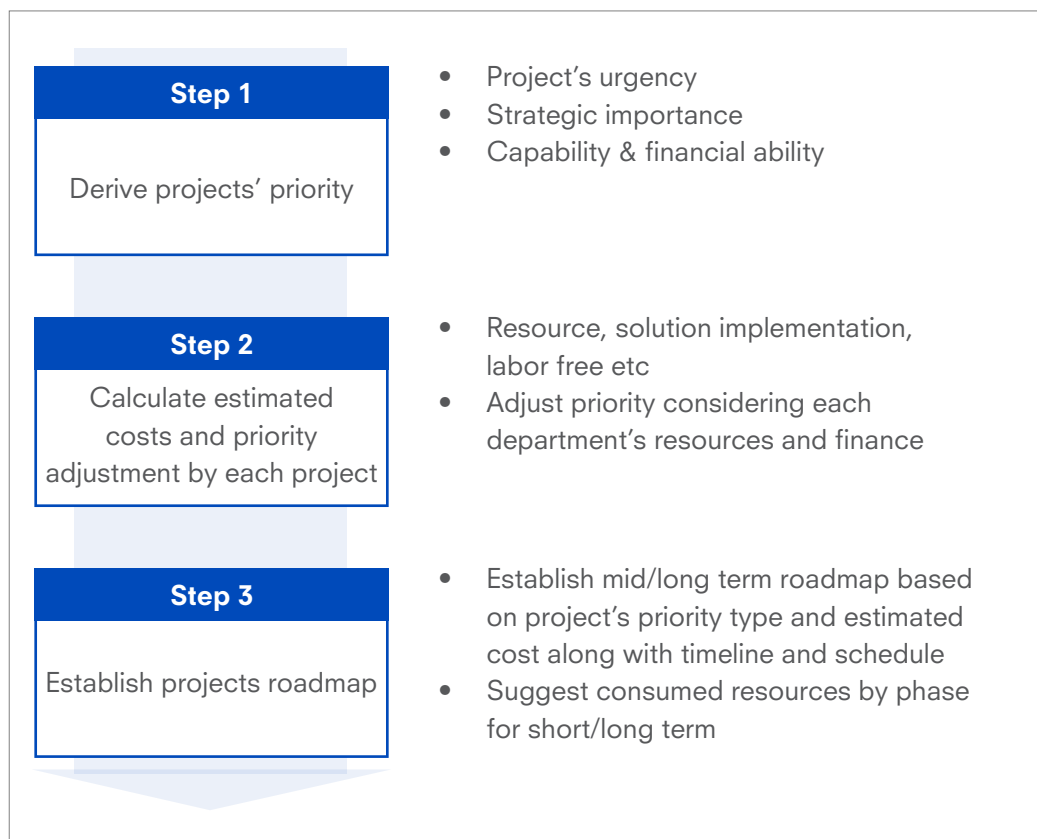 Step 1
Derive projects’ priority
• Project’s urgency
• Strategic importance
• Capability & financial ability
Step 2
Calculate estimated
costs and priority
adjustment by each project
• Resource, solution implementation,
labor free etc
• Adjust priority considering each
department’s resources and finance
Step 3
Establish projects roadmap
• Establish mid/long term roadmap based
on project’s priority type and estimated
cost along with timeline and schedule
• Suggest consumed resources by phase
for short/long term